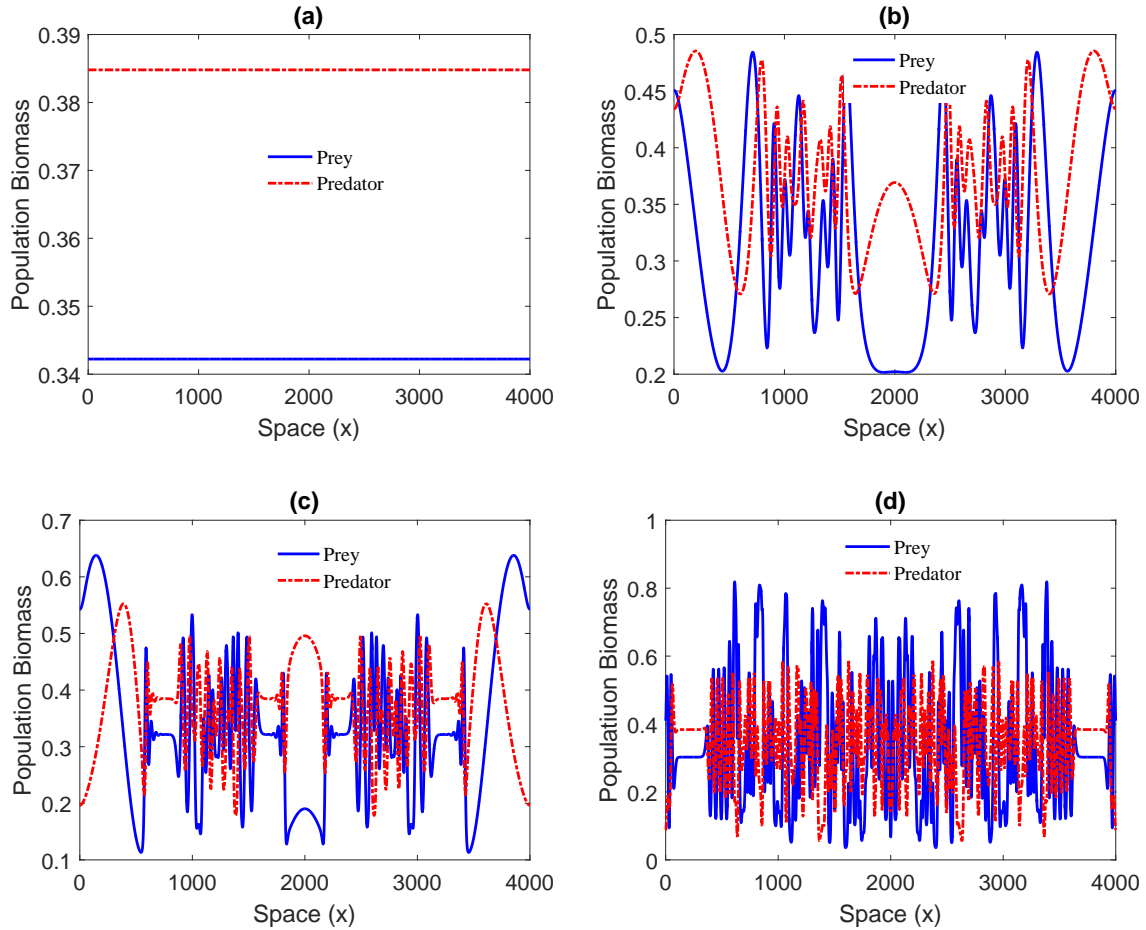 (a)
0.39
0.38
0.37
0.36
0.35
0.34
0
1000
2000
3000
4000
Prey
Predator
Population Biomass
Space (x)
(b)
0.5
0.45
0.4
0.35
0.3
0.25
0.2
0
1000
2000
3000
4000
Prey
Predator
Population Biomass
Space (x)
(c)
0.7
0.6
0.5
0.4
0.3
0.2
0.1
0
1000
2000
3000
4000
Prey
Predator
Population Biomass
Space (x)
(d)
1
0.8
0.6
0.4
0.2
0
0
1000
2000
3000
4000
Prey
Predator
Populatiuon Biomass
Space (x)